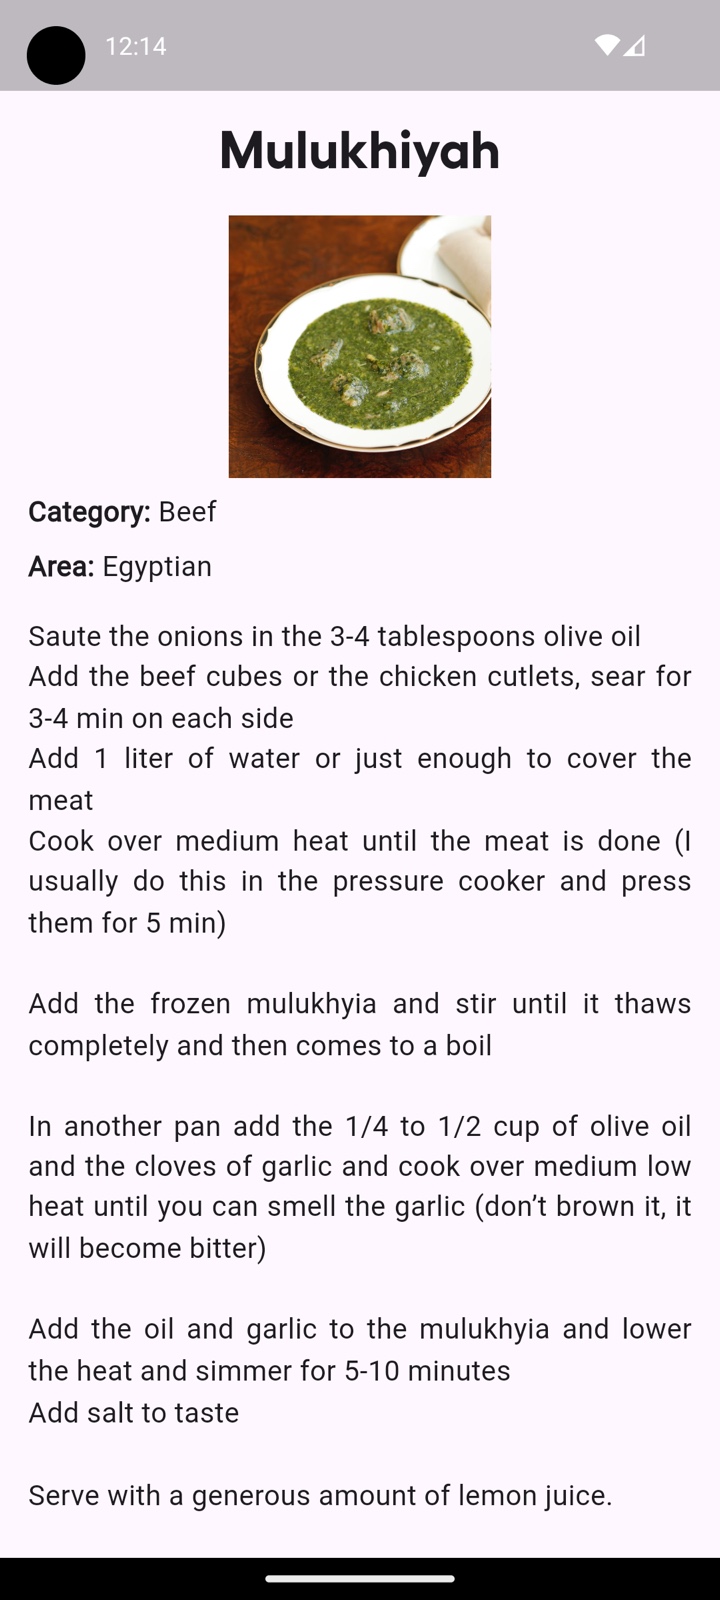 12:14
Mulukhiyah
Category: Beef
Area: Egyptian
Saute the onions in the 3-4 tablespoons olive oil
Add the beef cubes or the chicken cutlets, sear for
3-4 min on each side
Add 1 liter of water or just enough to cover the
meat
Cook over medium heat until the meat is done (I
usually do this in the pressure cooker and press
them for 5 min)
Add the frozen mulukhyia and stir until it thaws
completely and then comes to a boil
In another pan add the 1/4 to 1/2 cup of olive oil
and the cloves of garlic and cook over medium low
heat until you can smell the garlic (don’t brown it, it
will become bitter)
Add the oil and garlic to the mulukhyia and lower
the heat and simmer for 5-10 minutes
Add salt to taste
Serve with a generous amount of lemon juice.